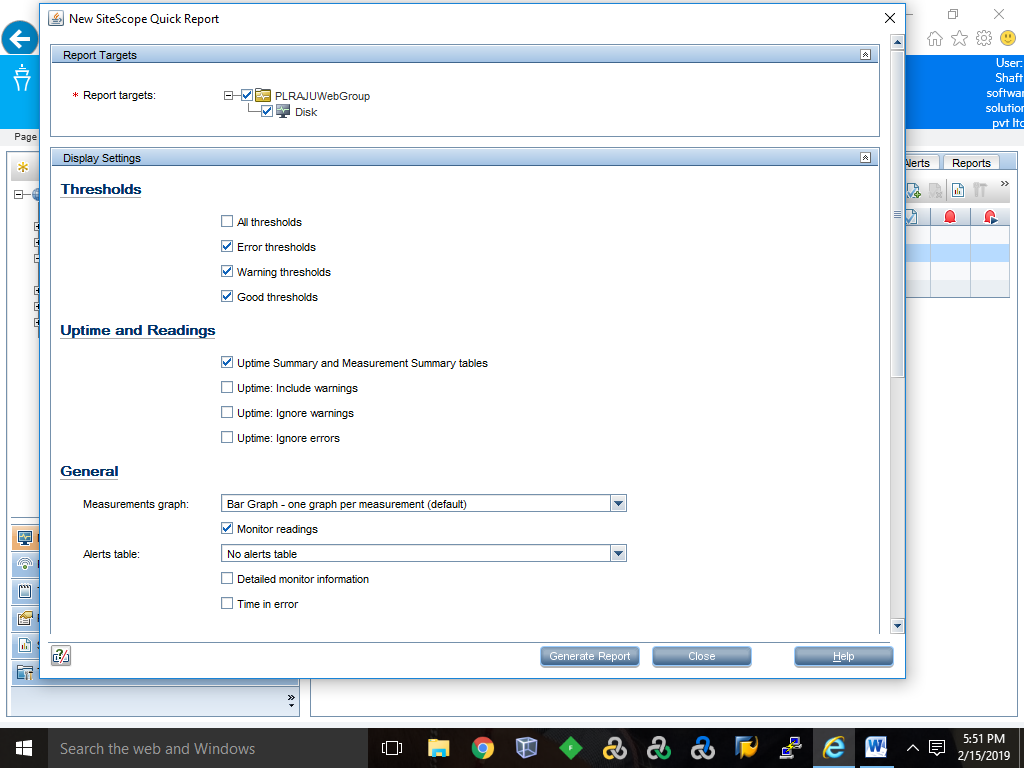 New SiteScope Quick Report
Report Targets
* Report targets:
PLRAJUWebGroup
Disk
Display Settings
Thresholds
All thresholds
Error thresholds
Warning thresholds
Good thresholds
Uptime and Readings
Uptime Summary and Measurement Summary tables
Uptime: Include warnings
Uptime: Ignore warnings
Uptime: Ignore errors
General
Measurements graph:
Bar Graph - one graph per measurement (default)
Monitor readings
Alerts table:
No alerts table
Detailed monitor information
Time in error
Generate Report
Close
Help
Page
User:
Shaft
softwar
solution
pvt ltd
Alerts
Reports
Search the web and Windows
5:51 PM
2/15/2019